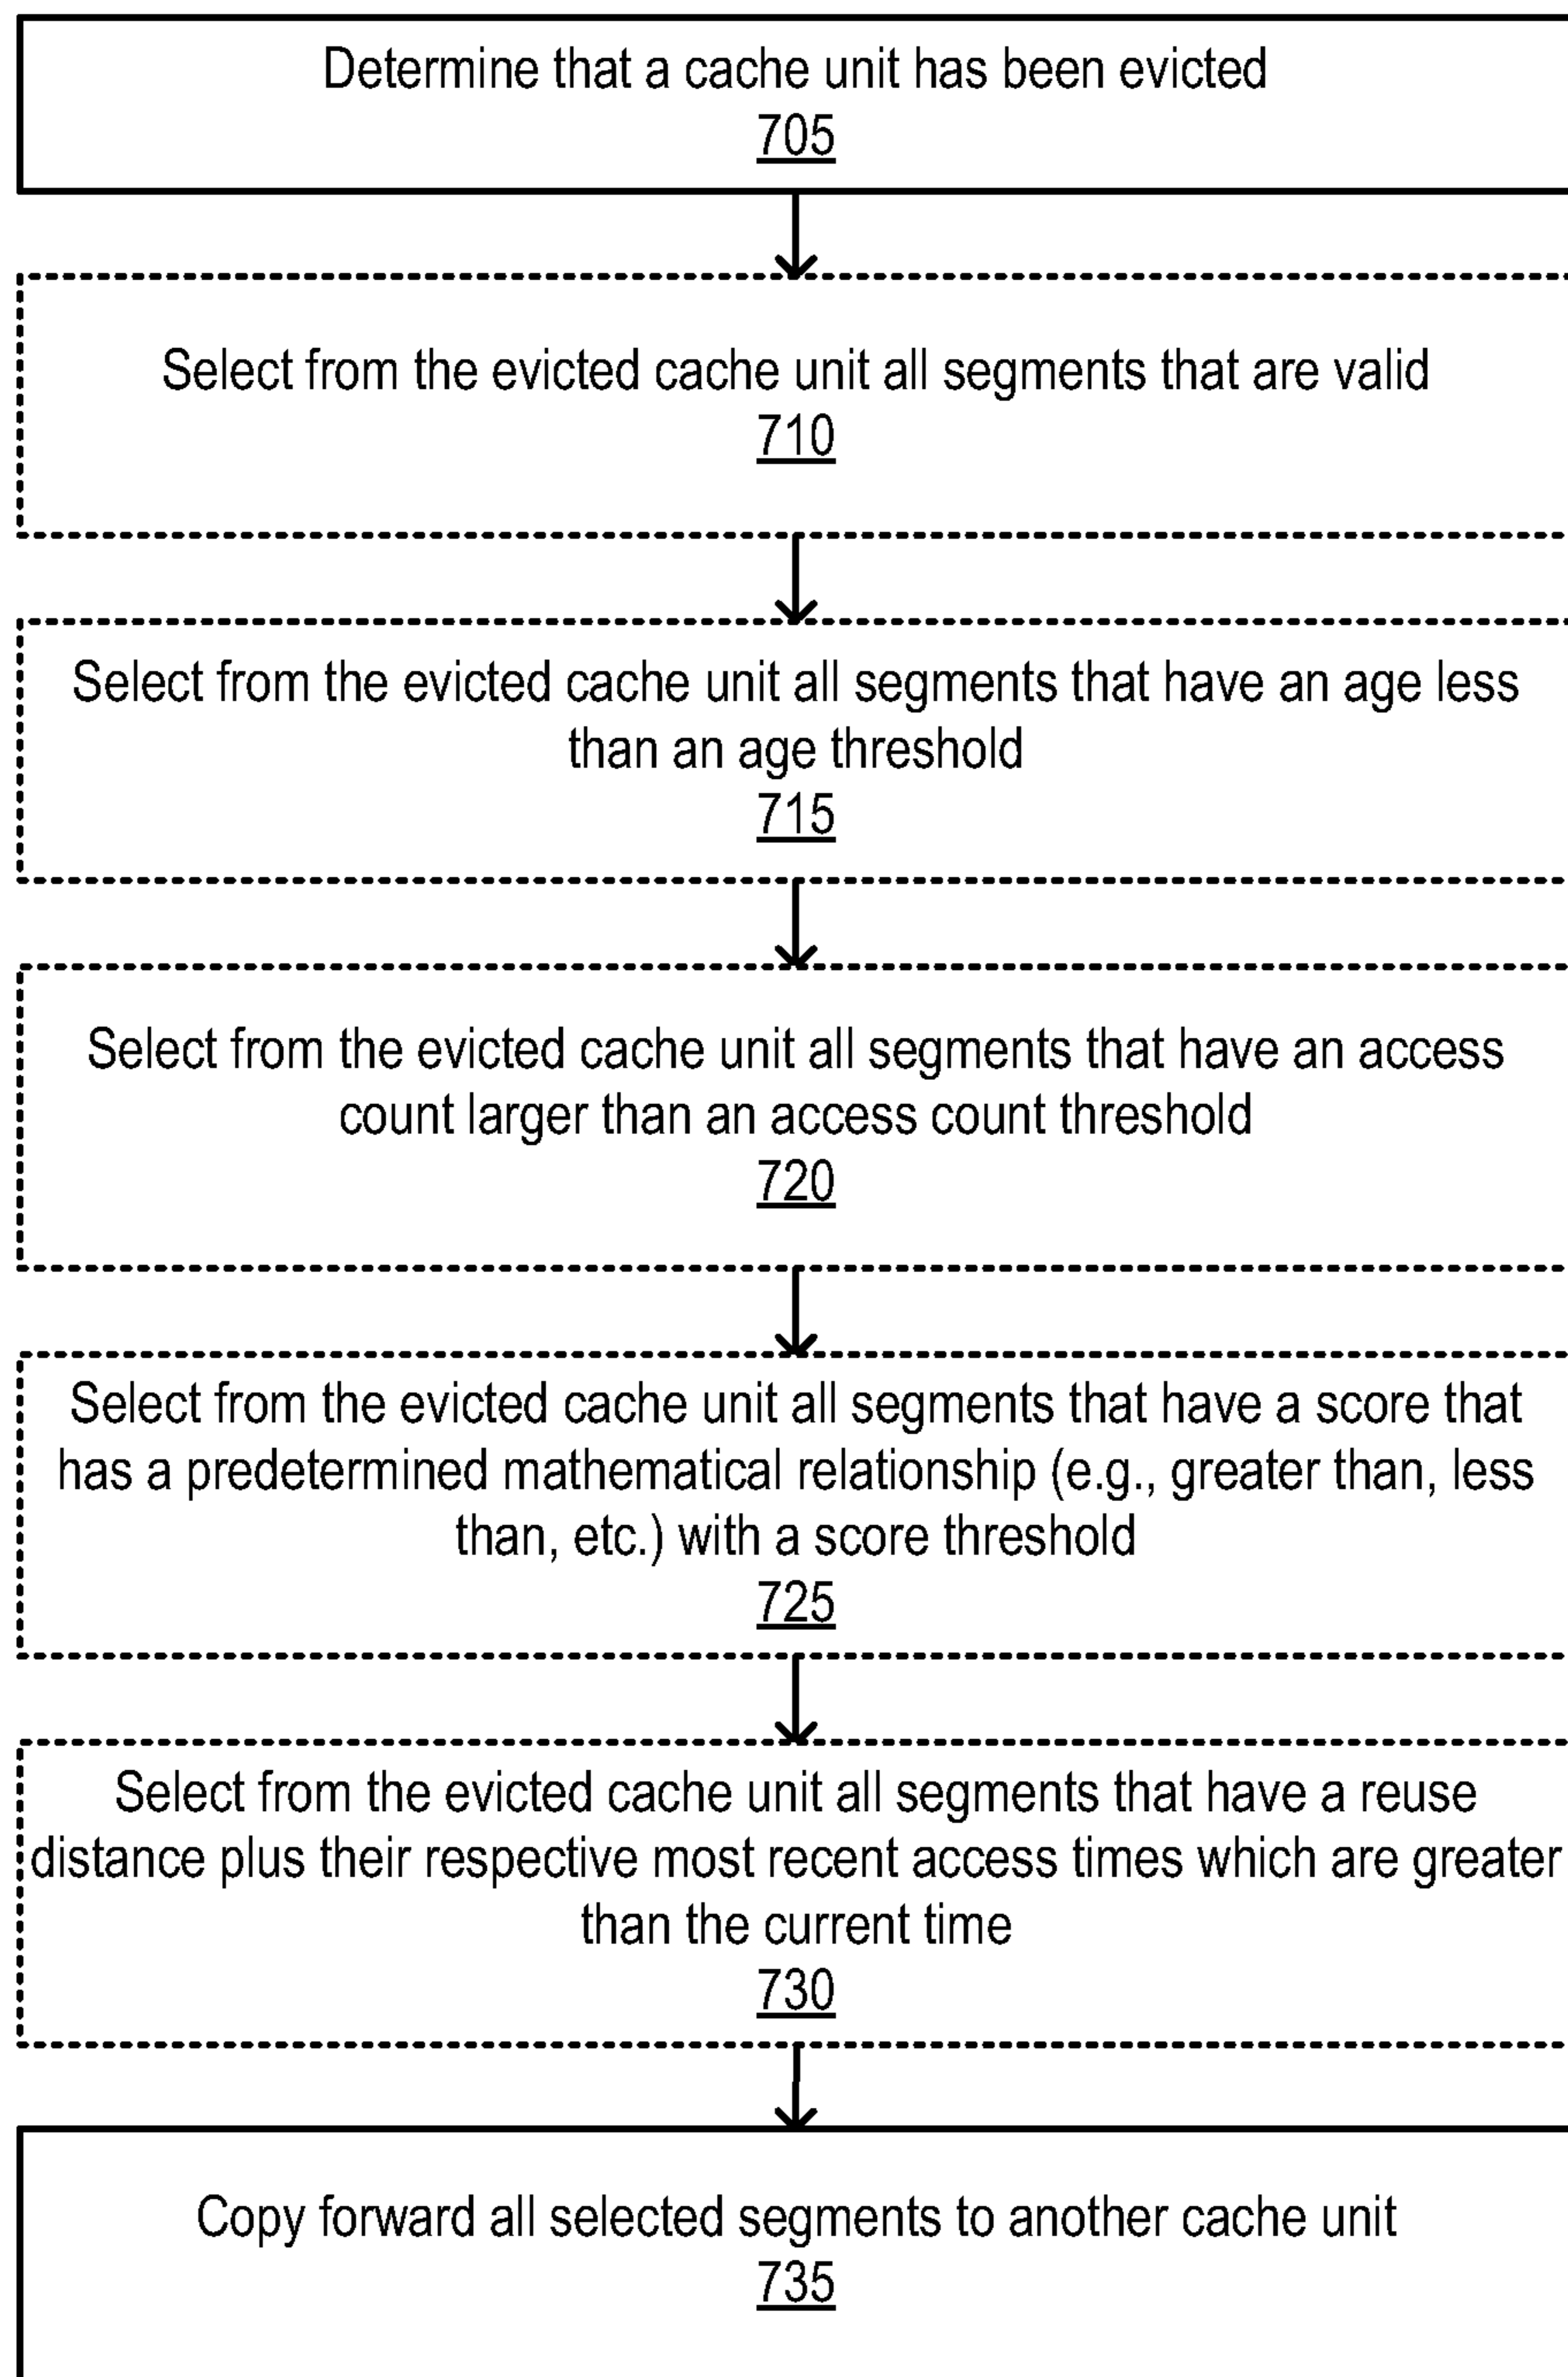 Determine that a cache unit has been evicted
705
Select from the evicted cache unit all segments that are valid
710
Select from the evicted cache unit all segments that have an age less
than an age threshold
715
Select from the evicted cache unit all segments that have an access
count larger than an access count threshold
720
Select from the evicted cache unit all segments that have a score that
has a predetermined mathematical relationship (e.g., greater than, less
than, etc.) with a score threshold
725
Select from the evicted cache unit all segments that have a reuse
distance plus their respective most recent access times which are greater
than the current time
730
Copy forward all selected segments to another cache unit
735